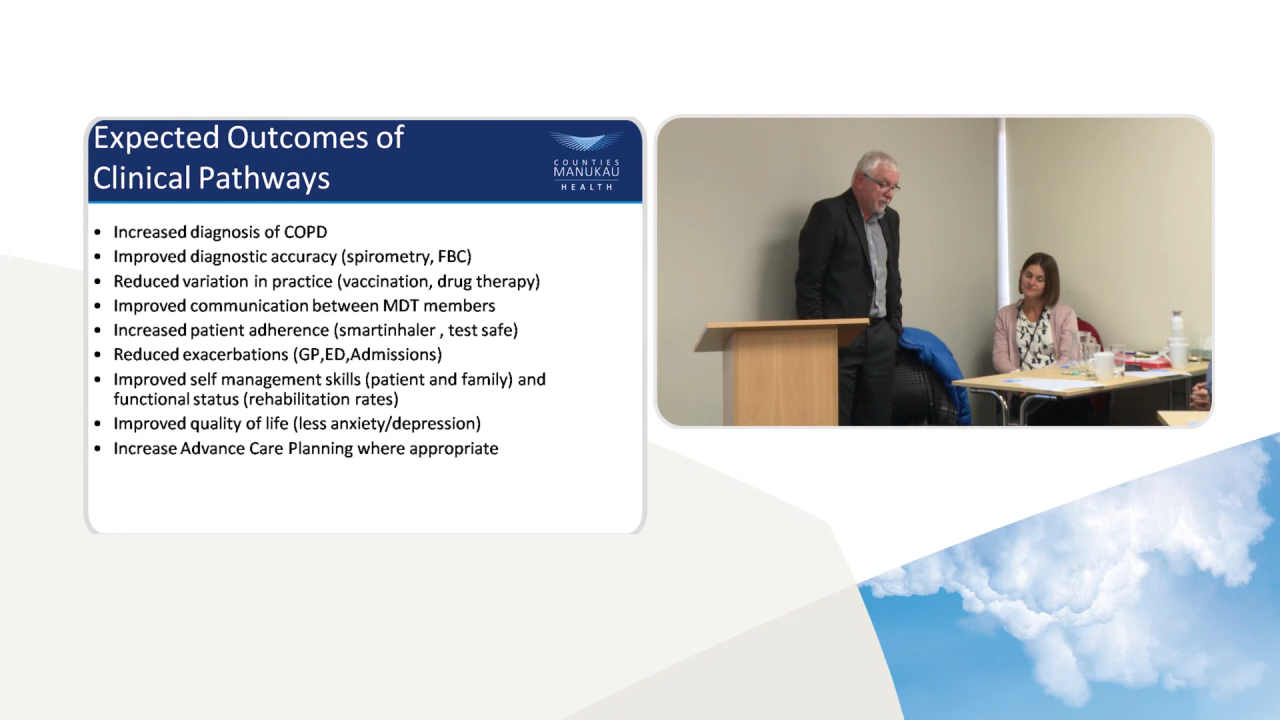 Expected Outcomes of
Clinical Pathways
COUNTIES
MANUKAU
HEALTH
• Increased diagnosis of COPD
• Improved diagnostic accuracy (spirometry, FBC)
• Reduced variation in practice (vaccination, drug therapy)
• Improved communication between MDT members
• Increased patient adherence (smartinhaler , test safe)
• Reduced exacerbations (GP,ED,Admissions)
• Improved self management skills (patient and family) and
functional status (rehabilitation rates)
• Improved quality of life (less anxiety/depression)
• Increase Advance Care Planning where appropriate